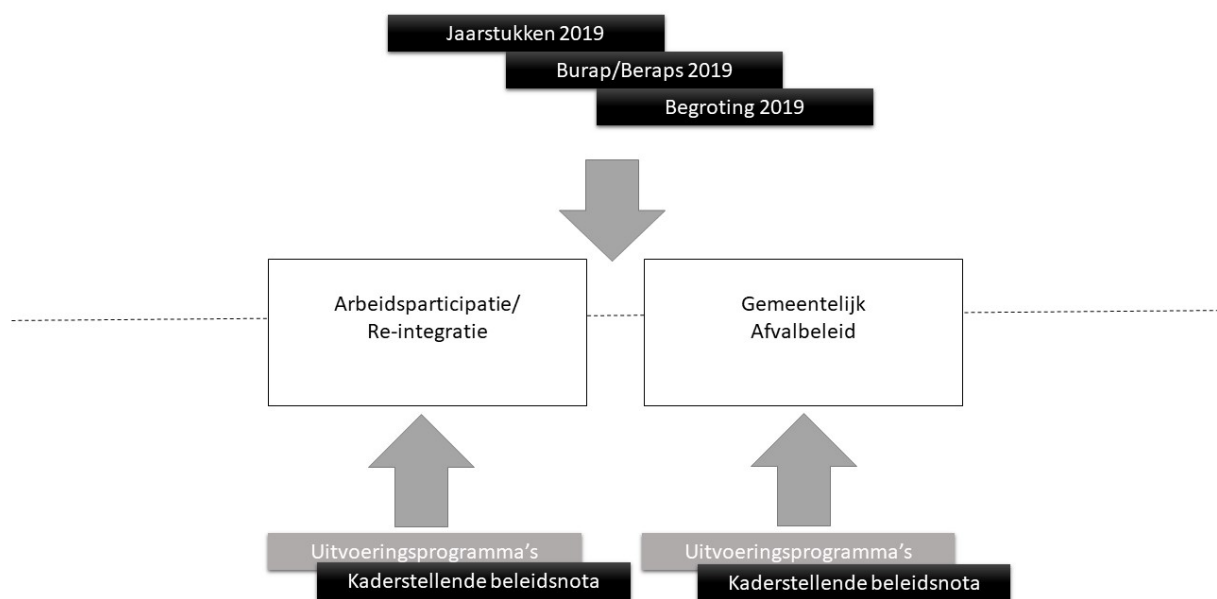 Jaarstukken 2019
Burap/Beraps 2019
Begroting 2019
Arbeidsparticipatie/
Re-integratie
Gemeentelijk
Afvalbeleid
Uitvoeringsprogramma's
Kaderstellende beleidsnota
Uitvoeringsprogramma's
Kaderstellende beleidsnota